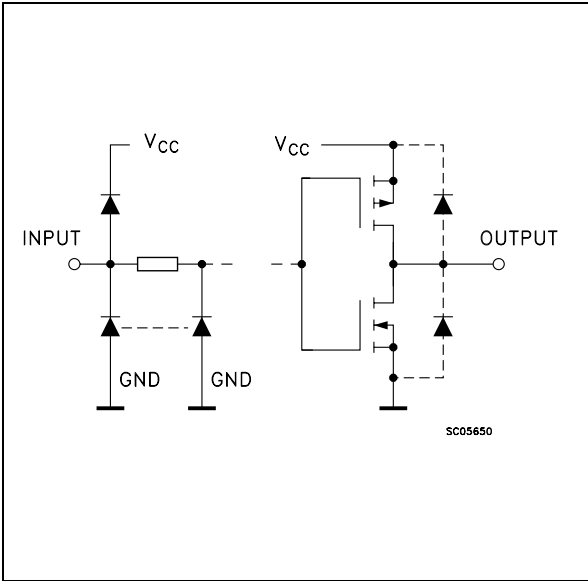 VCC
VCC
INPUT
OUTPUT
GND
GND
SC05650